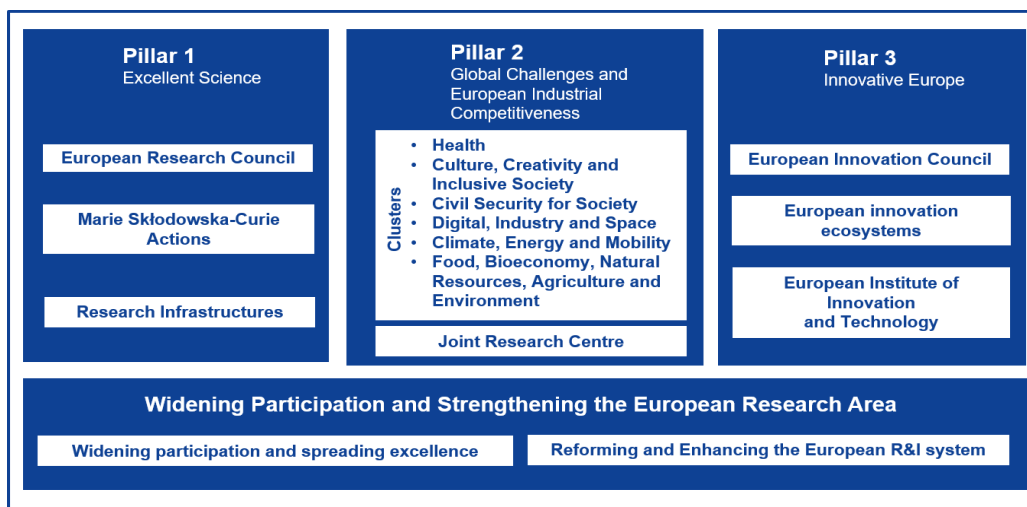 Pillar 1
Excellent Science
European Research Council
Marie Skłodowska-Curie
Actions
Research Infrastructures
Pillar 2
Global Challenges and
European Industrial
Competitiveness
Clusters
• Health
• Culture, Creativity and
Inclusive Society
• Civil Security for Society
• Digital, Industry and Space
• Climate, Energy and Mobility
• Food, Bioeconomy, Natural
Resources, Agriculture and
Environment
Joint Research Centre
Pillar 3
Innovative Europe
European Innovation Council
European innovation
ecosystems
European Institute of
Innovation
and Technology
Widening Participation and Strengthening the European Research Area
Widening participation and spreading excellence
Reforming and Enhancing the European R&I system